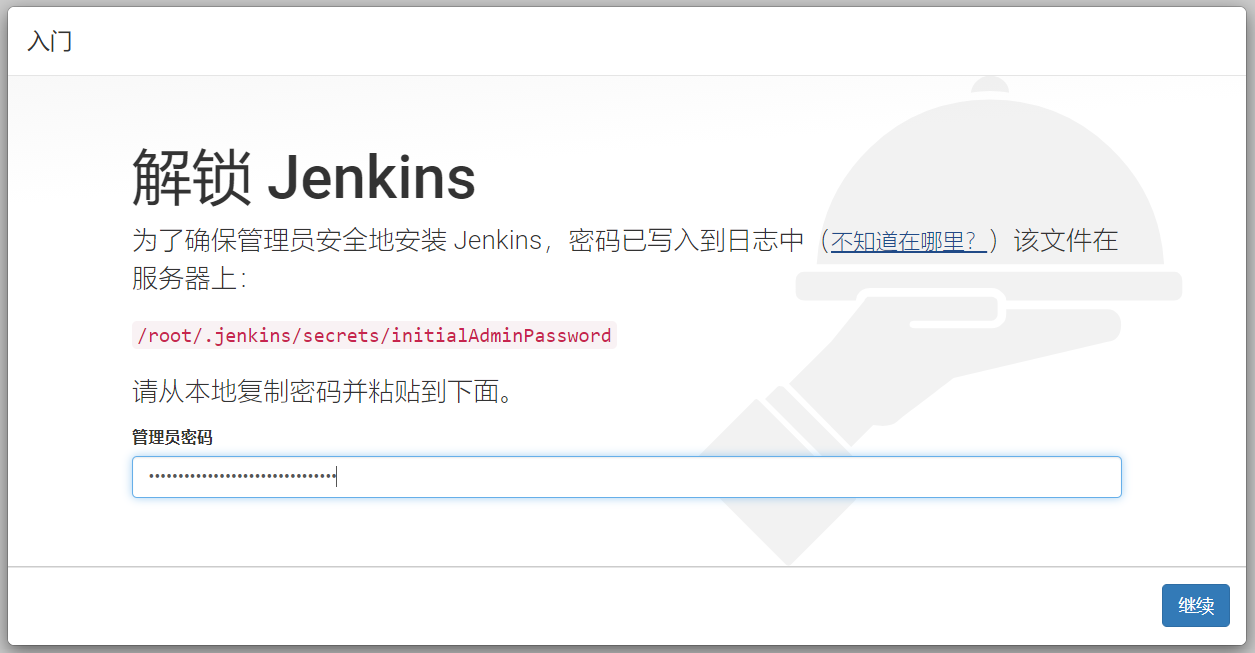 入门
解锁 Jenkins
为了确保管理员安全地安装 Jenkins，密码已写入到日志中（不知道在哪里？）该文件在
服务器上：
/root/.jenkins/secrets/initialAdminPassword
请从本地复制密码并粘贴到下面。
管理员密码
••••••••••••••••••••••••••••••••
继续